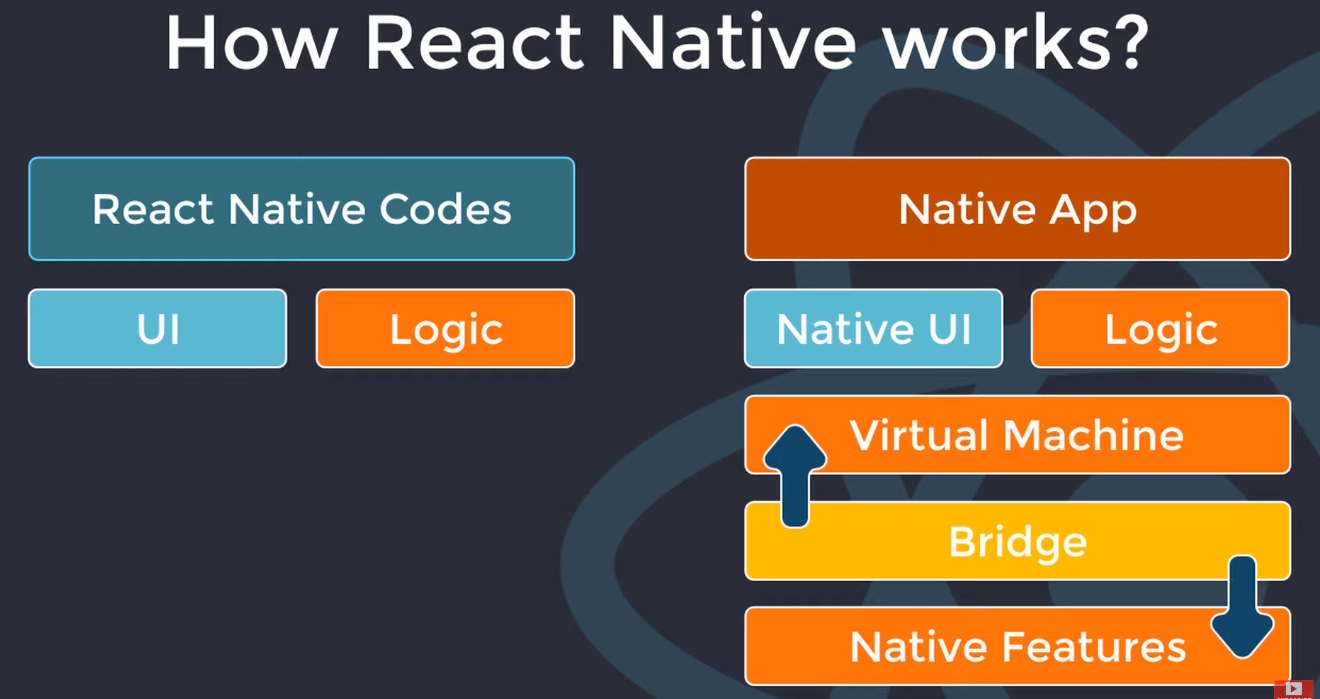 How React Native works?
React Native Codes
UI
Logic
Native App
Native UI
Logic
Virtual Machine
Bridge
Native Features